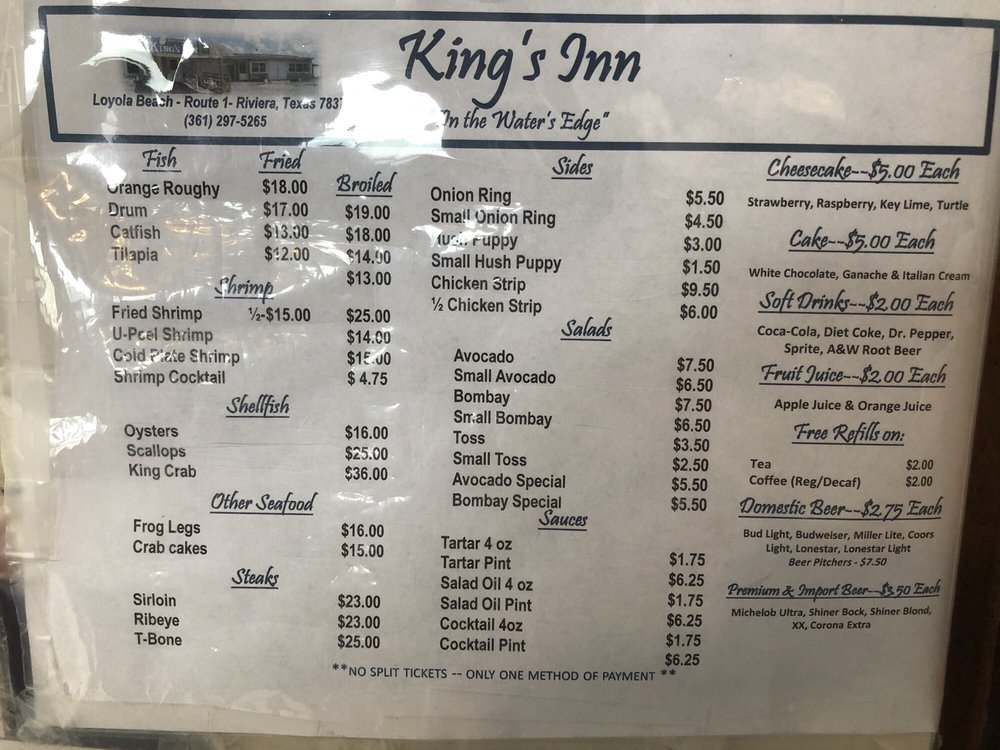 KING'S
King's Inn
Loyola Beach - Route 1- Riviera, Texas 783
(361) 297-5265
"On the Water's Edge"
Fish Fried Broiled
Orange Roughy $18.00 $19.00
Drum $17.00 $18.00
Catfish $13.00 $14.00
Tilapia $12.00 $13.00
Shrimp
Fried Shrimp ½-$15.00 $25.00
U-Peel Shrimp $14.00
Cold Plate Shrimp $15.00
Shrimp Cocktail $ 4.75
Shellfish
Oysters $16.00
Scallops $25.00
King Crab $36.00
Other Seafood
Frog Legs $16.00
Crab cakes $15.00
Steaks
Sirloin $23.00
Ribeye $23.00
T-Bone $25.00
Sides
Onion Ring $5.50
Small Onion Ring $4.50
Hush Puppy $3.00
Small Hush Puppy $1.50
Chicken Strip $9.50
½ Chicken Strip $6.00
Salads
Avocado $7.50
Small Avocado $6.50
Bombay $7.50
Small Bombay $6.50
Toss $3.50
Small Toss $2.50
Avocado Special $5.50
Bombay Special $5.50
Sauces
Tartar 4 oz $1.75
Tartar Pint $6.25
Salad Oil 4 oz $1.75
Salad Oil Pint $6.25
Cocktail 4oz $1.75
Cocktail Pint $6.25
Cheesecake--$5.00 Each
Strawberry, Raspberry, Key Lime, Turtle
Cake--$5.00 Each
White Chocolate, Ganache & Italian Cream
Soft Drinks--$2.00 Each
Coca-Cola, Diet Coke, Dr. Pepper,
Sprite, A&W Root Beer
Fruit Juice--$2.00 Each
Apple Juice & Orange Juice
Free Refills on:
Tea $2.00
Coffee (Reg/Decaf) $2.00
Domestic Beer--$2.75 Each
Bud Light, Budweiser, Miller Lite, Coors
Light, Lonestar, Lonestar Light
Beer Pitchers - $7.50
Premium & Import Beer--$3.50 Each
Michelob Ultra, Shiner Bock, Shiner Blond,
XX, Corona Extra
**NO SPLIT TICKETS -- ONLY ONE METHOD OF PAYMENT **